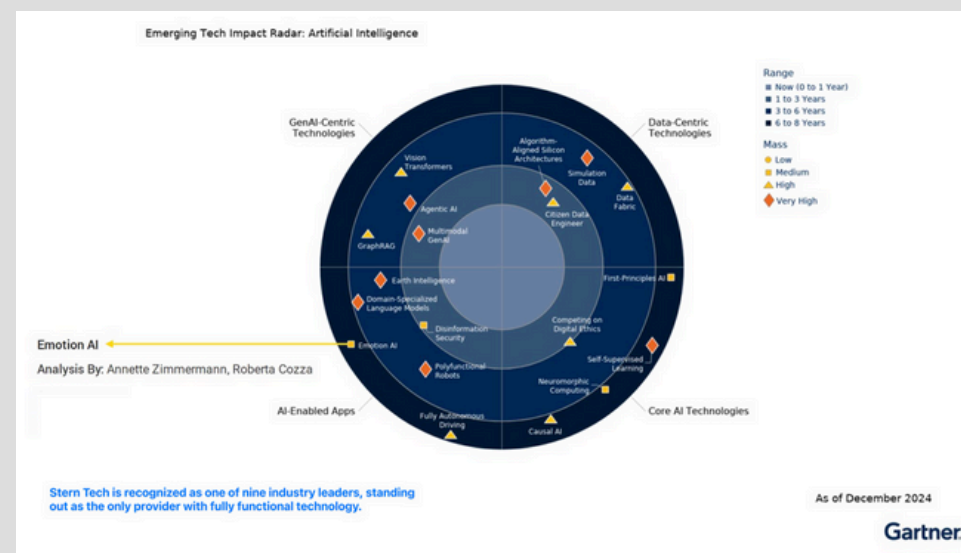 Emerging Tech Impact Radar: Artificial Intelligence
Range
Now (0 to 1 Year)
1 to 3 Years
3 to 6 Years
6 to 8 Years
Mass
Low
Medium
High
Very High
GenAI-Centric
Technologies
Data-Centric
Technologies
Vision
Transformers
Agentic AI
Multimodal
GenAI
GraphRAG
Algorithm-
Aligned Silicon
Architectures
Simulation
Data
Citizen Data
Engineer
Data
Fabric
Earth Intelligence
Domain-Specialized
Language Models
Disinformation
Security
Emotion AI
Polyfunctional
Robots
Fully Autonomous
Driving
First-Principles AI
Competing on
Digital Ethics
Self-Supervised
Learning
Neuromorphic
Computing
Causal AI
Emotion AI
Analysis By: Annette Zimmermann, Roberta Cozza
AI-Enabled Apps
Core AI Technologies
Stern Tech is recognized as one of nine industry leaders, standing
out as the only provider with fully functional technology.
As of December 2024
Gartner